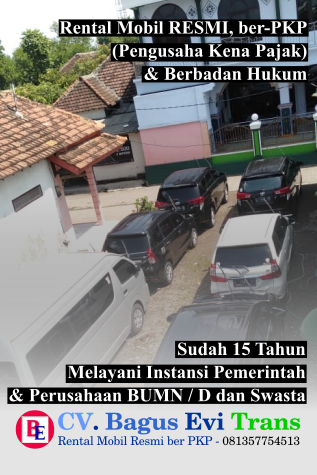 Rental Mobil RESMI, ber-PKP
(Pengusaha Kena Pajak)
& Berbadan Hukum
Sudah 15 Tahun
Melayani Instansi Pemerintah
& Perusahaan BUMN / D dan Swasta
BE
CV. Bagus Evi Trans
Rental Mobil Resmi ber PKP - 081357754513